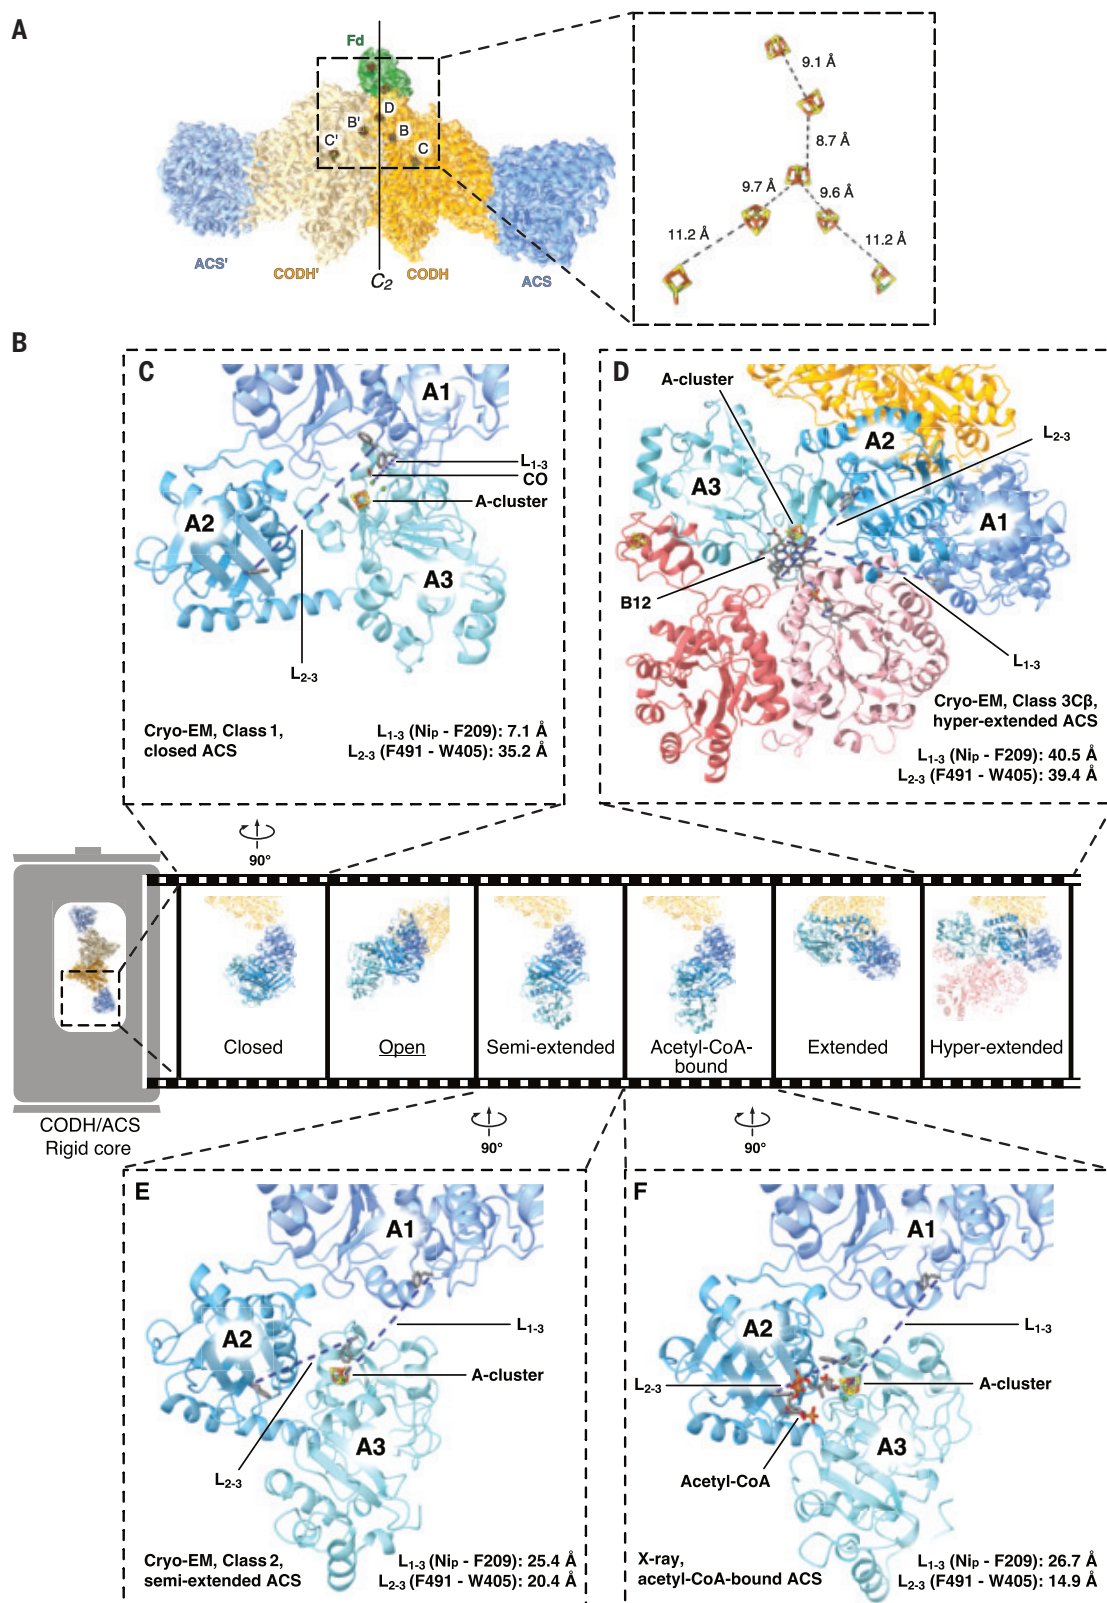 A
Fd
D
B'
B
C'
C
ACS'
CODH'
C2
CODH
ACS
9.1 Å
8.7 Å
9.7 Å
9.6 Å
11.2 Å
11.2 Å
B
C
A1
L1-3
CO
A-cluster
A2
A3
L2-3
Cryo-EM, Class 1,
closed ACS
L1-3 (Nip - F209): 7.1 Å
L2-3 (F491 - W405): 35.2 Å
D
A-cluster
A2
L2-3
A3
A1
B12
L1-3
Cryo-EM, Class 3Cβ,
hyper-extended ACS
L1-3 (Nip - F209): 40.5 Å
L2-3 (F491 - W405): 39.4 Å
90°
Closed
Open
Semi-extended
Acetyl-CoA-
bound
Extended
Hyper-extended
CODH/ACS
Rigid core
90°
90°
E
A1
A2
L1-3
A-cluster
A3
L2-3
Cryo-EM, Class 2,
semi-extended ACS
L1-3 (Nip - F209): 25.4 Å
L2-3 (F491 - W405): 20.4 Å
F
A1
A2
L1-3
L2-3
A-cluster
A3
Acetyl-CoA
X-ray,
acetyl-CoA-bound ACS
L1-3 (Nip - F209): 26.7 Å
L2-3 (F491 - W405): 14.9 Å